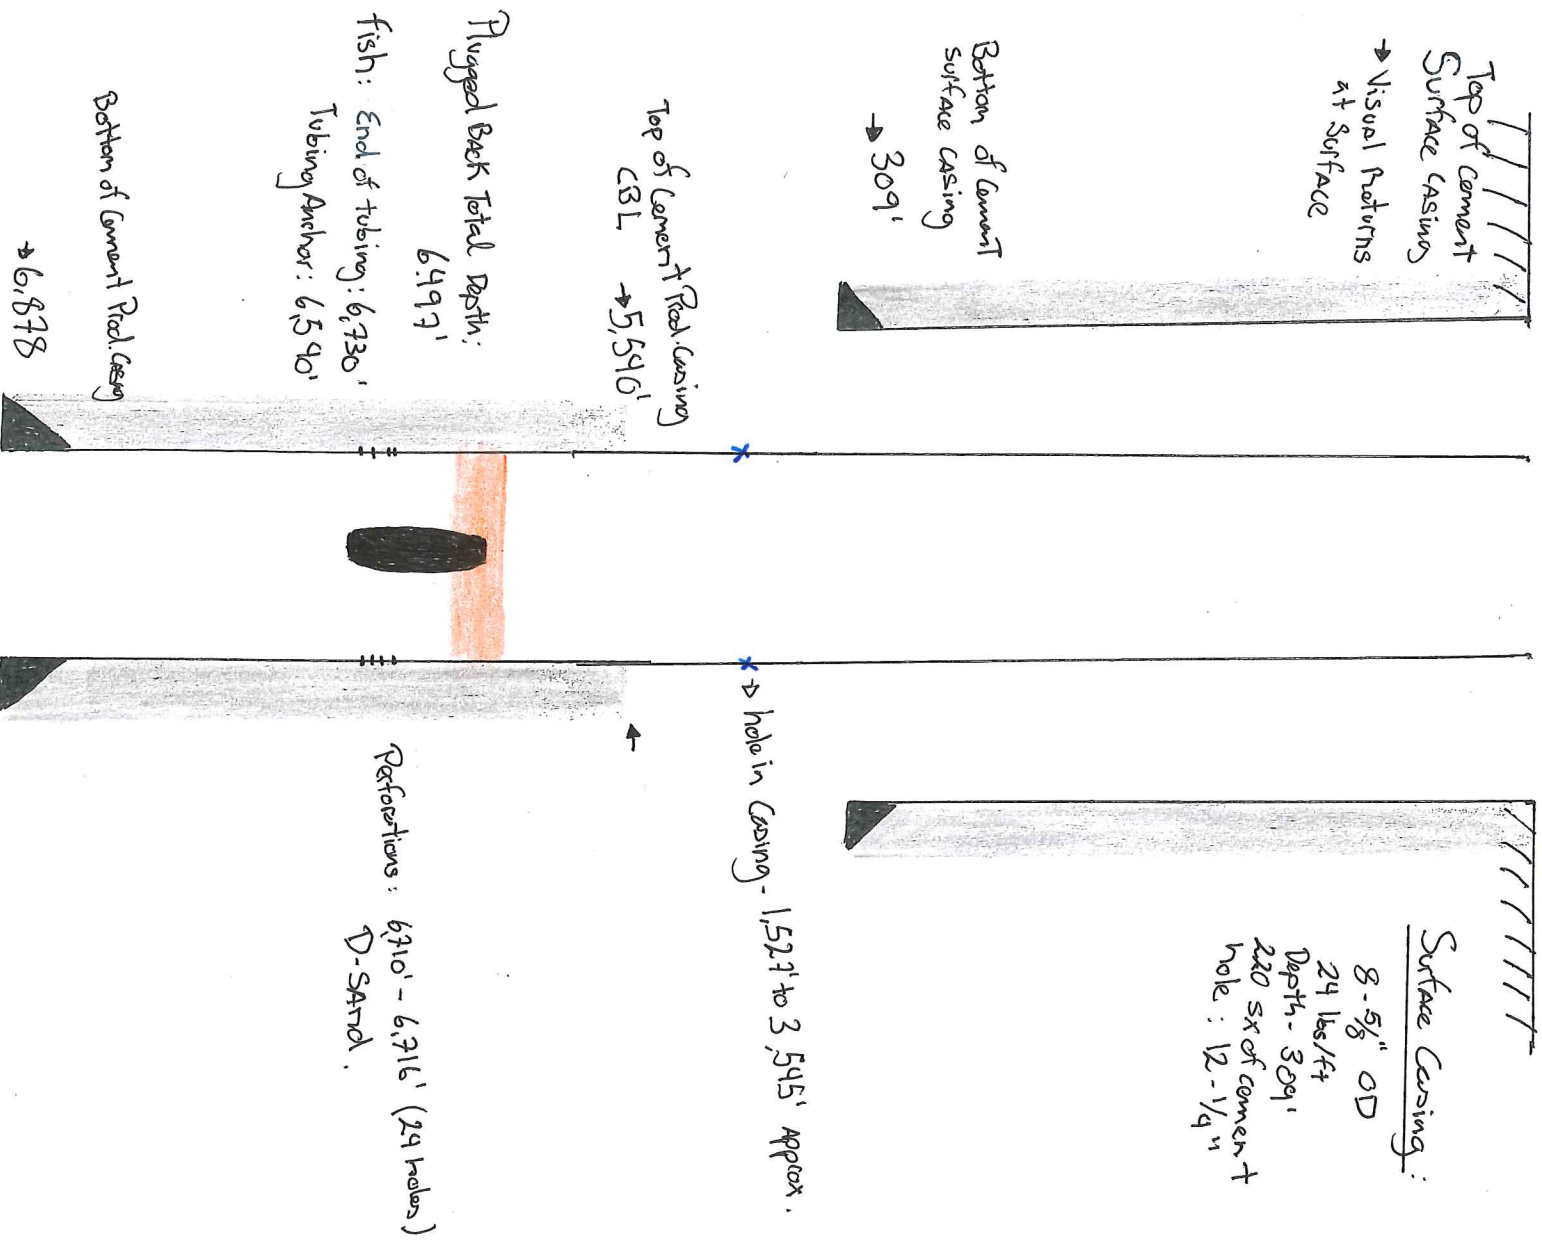 Top of Cement
Surface Casing
→ Visual Returns
at Surface
Surface Casing:
8-5/8" OD
24 lbs/ft
Depth - 309'
220 sx of cement
hole: 12-1/4"
Bottom of Cement
Surface Casing
→ 309'
→ hole in Casing - 1,527' to 3,545' Approx.
Top of Cement Prod. Casing
CBL → 5,540'
Plugged Back Total Depth:
6497'
Fish: End of tubing: 6,730'
Tubing Anchor: 6,540'
Perforations: 6,710' - 6,716' (24 holes)
D-SAnd.
Bottom of Cement Prod. Casing
→ 6,878